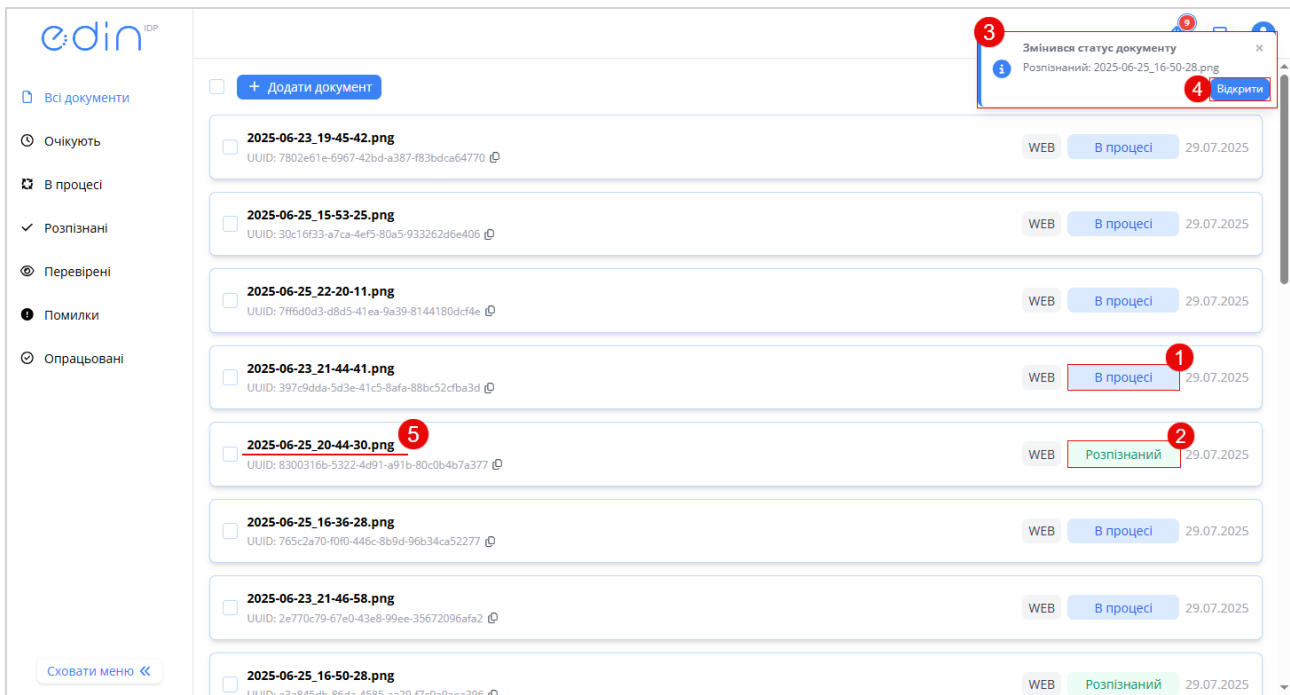 edin IDP
9
3
Змінився статус документу ×
Розпізнаний: 2025-06-25_16-50-28.png
4 Відкрити
+ Додати документ
Всі документи
Очікують
В процесі
Розпізнані
Перевірені
Помилки
Опрацьовані
Сховати меню
2025-06-23_19-45-42.png
UUID: 7802e61e-6967-42bd-a387-f83bdca64770
WEB В процесі 29.07.2025
2025-06-25_15-53-25.png
UUID: 30c16f33-a7ca-4ef5-80a5-933262d6e406
WEB В процесі 29.07.2025
2025-06-25_22-20-11.png
UUID: 7ff6d0d3-d8d5-41ea-9a39-8144180dcf4e
WEB В процесі 29.07.2025
2025-06-23_21-44-41.png
UUID: 397c9dda-5d3e-41c5-8afa-88bc52cfba3d
1
WEB В процесі 29.07.2025
2025-06-25_20-44-30.png 5
UUID: 8300316b-5322-4d91-a91b-80c0b4b7a377
2
WEB Розпізнаний 29.07.2025
2025-06-25_16-36-28.png
UUID: 765c2a70-f0f0-446c-8b9d-96b34ca52277
WEB В процесі 29.07.2025
2025-06-23_21-46-58.png
UUID: 2e770c79-67e0-43e8-99ee-35672096afa2
WEB В процесі 29.07.2025
2025-06-25_16-50-28.png
WEB Розпізнаний 29.07.2025